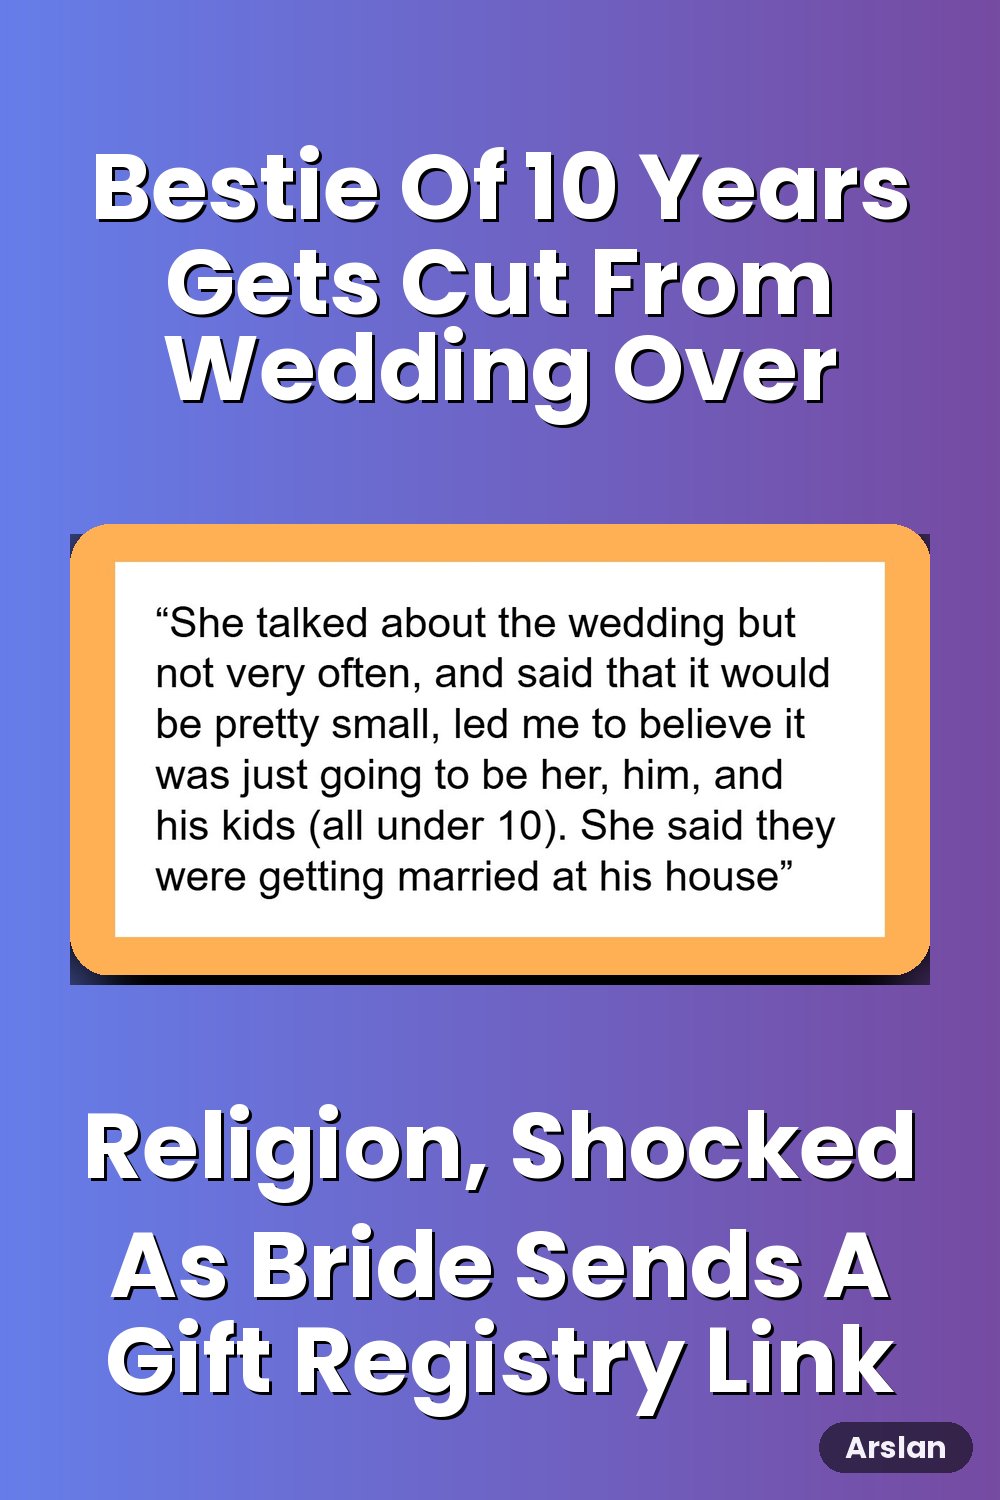 Bestie Of 10 Years
Gets Cut From
Wedding Over
“She talked about the wedding but
not very often, and said that it would
be pretty small, led me to believe it
was just going to be her, him, and
his kids (all under 10). She said they
were getting married at his house”
Religion, Shocked
As Bride Sends A
Gift Registry Link
Arslan